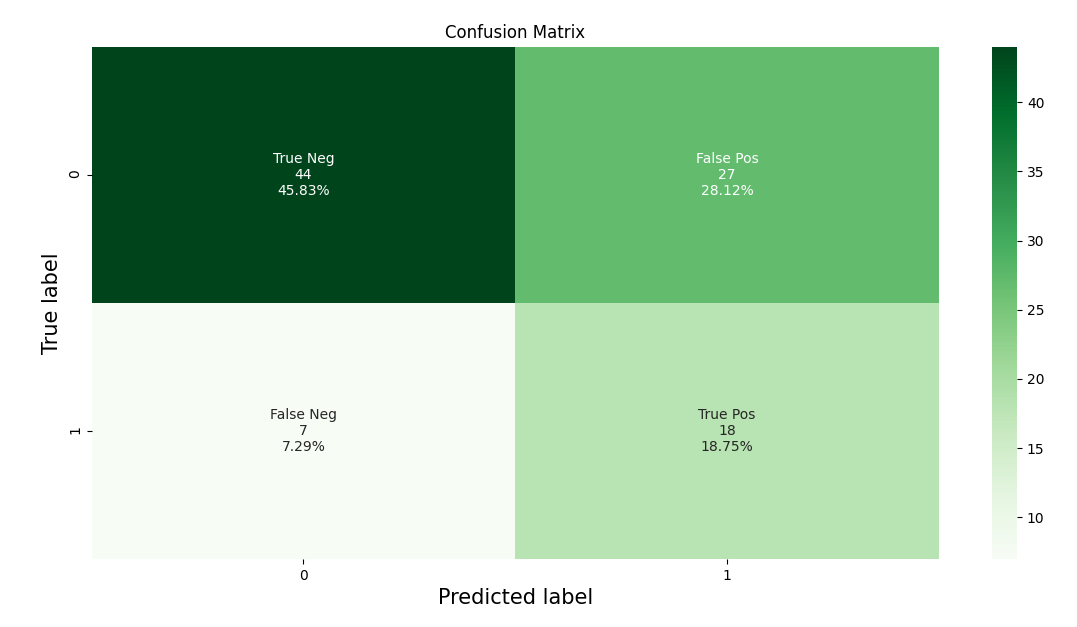 Confusion Matrix
True Neg
44
45.83%
False Pos
27
28.12%
False Neg
7
7.29%
True Pos
18
18.75%
0
1
True label
0
1
Predicted label
40
35
30
25
20
15
10